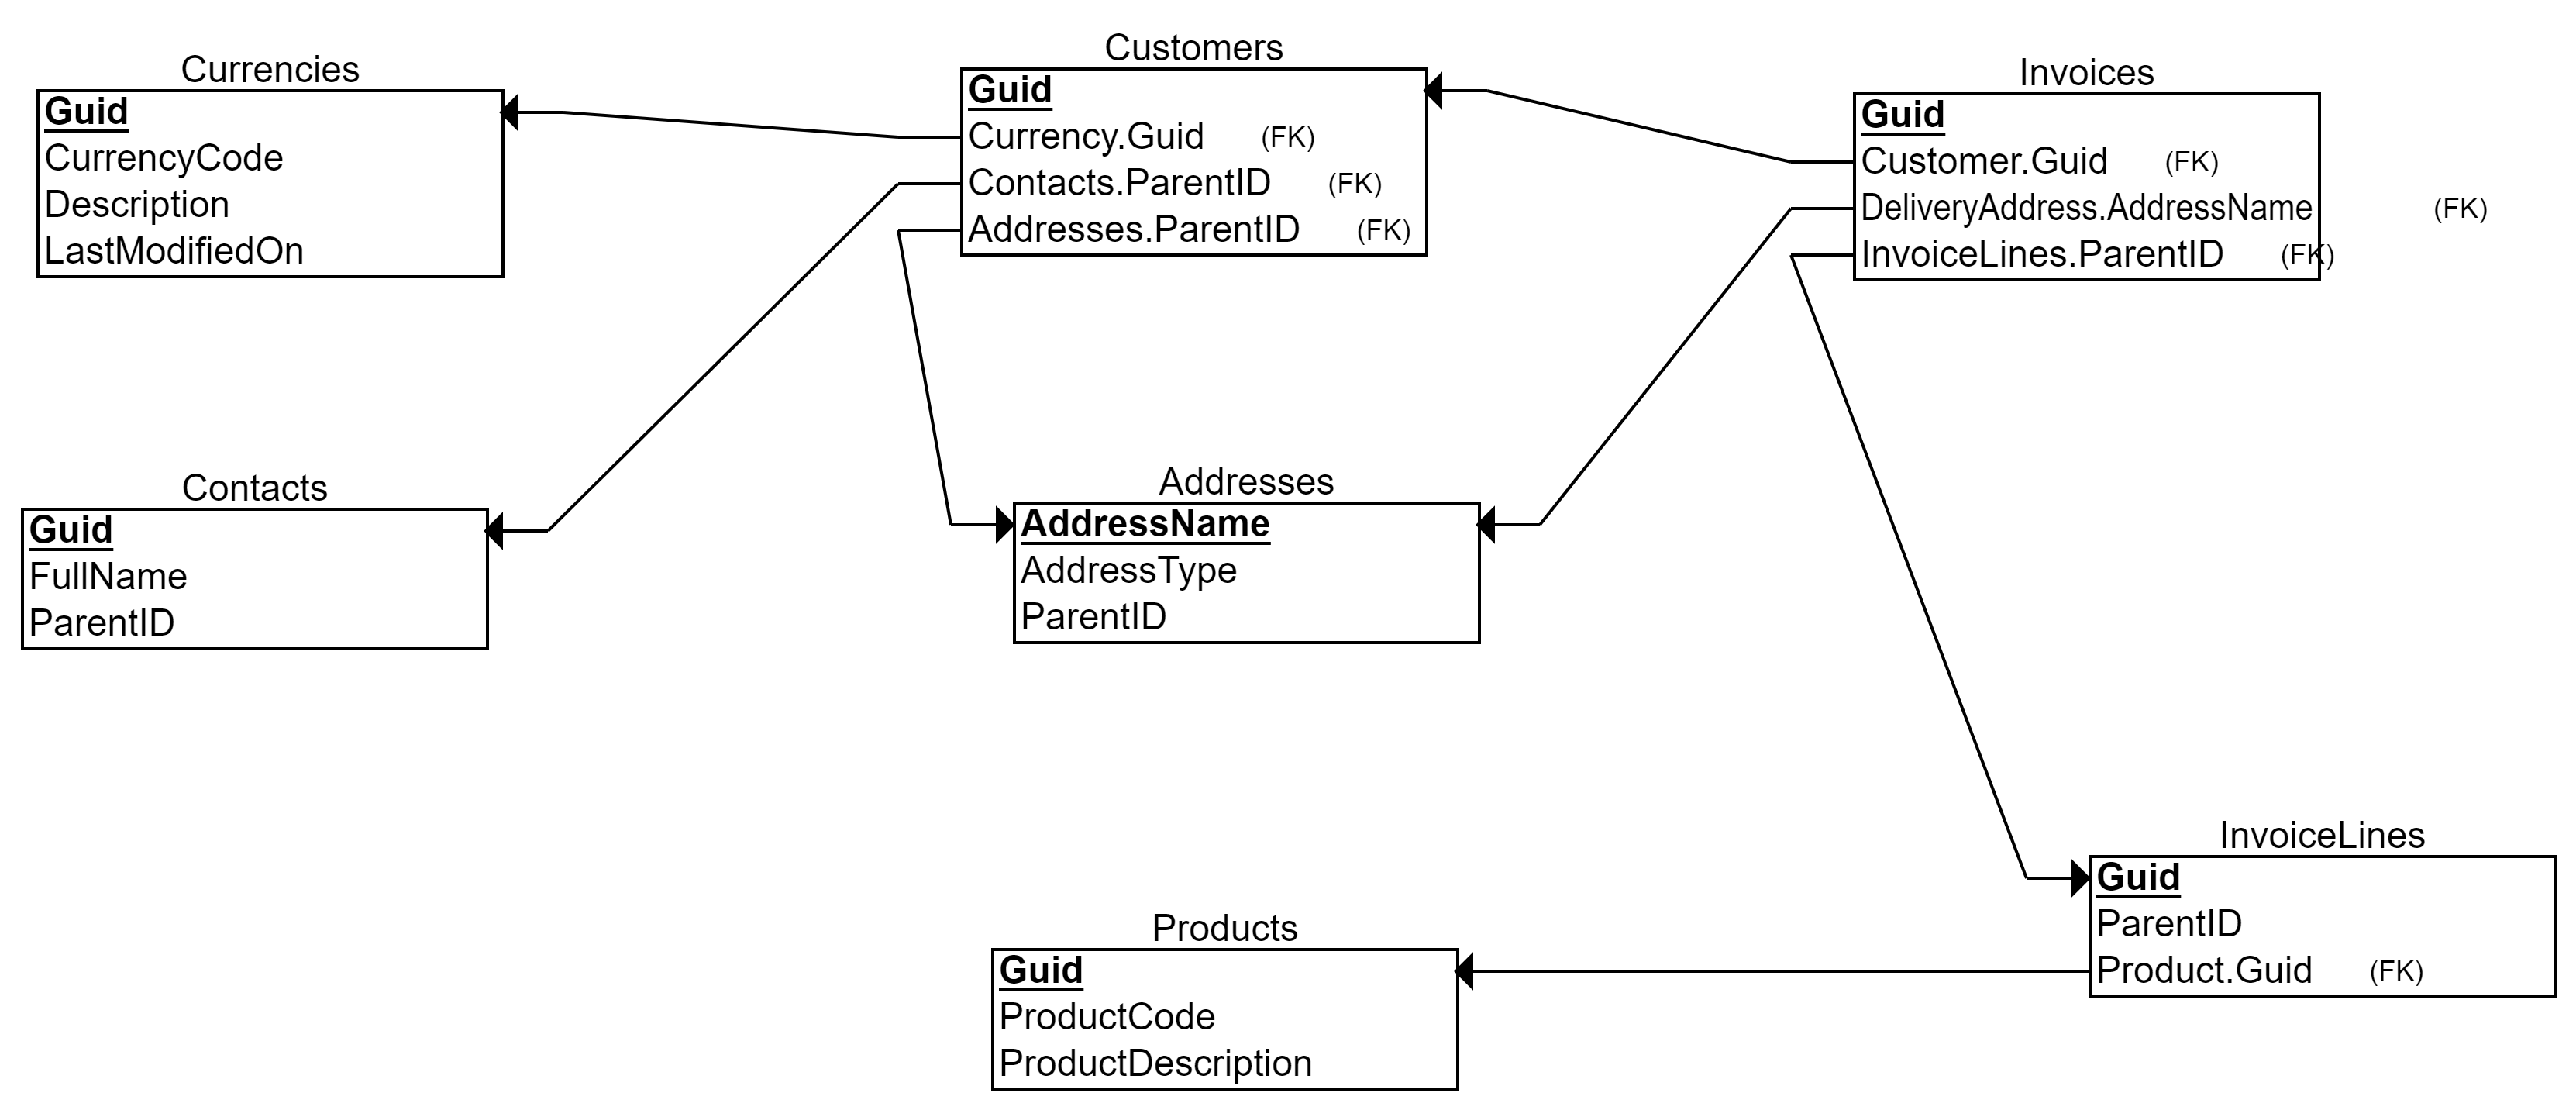 Currencies
Guid
CurrencyCode
Description
LastModifiedOn
Customers
Guid
Currency.Guid (FK)
Contacts.ParentID (FK)
Addresses.ParentID (FK)
Invoices
Guid
Customer.Guid (FK)
DeliveryAddress.AddressName (FK)
InvoiceLines.ParentID (FK)
Contacts
Guid
FullName
ParentID
Addresses
AddressName
AddressType
ParentID
Products
Guid
ProductCode
ProductDescription
InvoiceLines
Guid
ParentID
Product.Guid (FK)